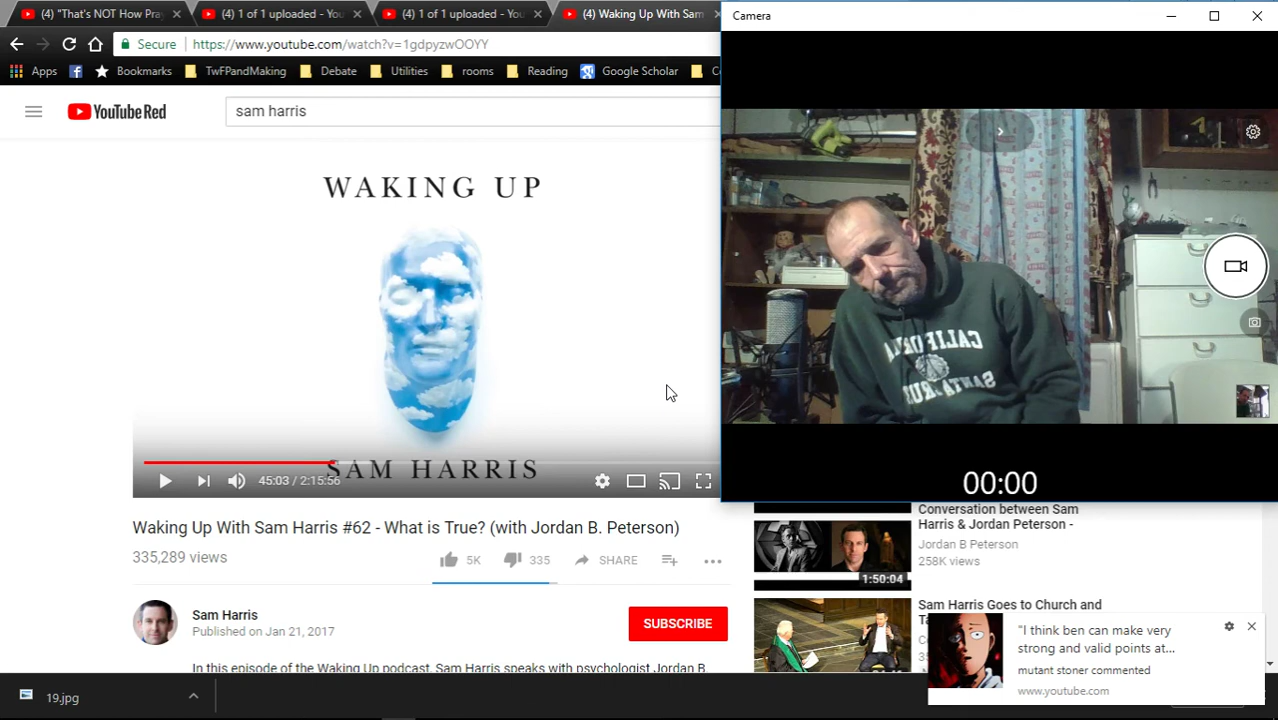 (4) "That's NOT How Pra
(4) 1 of 1 uploaded - You
(4) 1 of 1 uploaded - You
(4) Waking Up With Sam
Camera
Secure
https://www.youtube.com/watch?v=1gdpyzwOOYY
Apps
Bookmarks
TwFPandMaking
Debate
Utilities
rooms
Reading
Google Scholar
YouTube Red
sam harris
WAKING UP
CALIFORNIA
SANTA
SAM HARRIS
45:03 / 2:15:56
00:00
Waking Up With Sam Harris #62 - What is True? (with Jordan B. Peterson)
335,289 views
5K
335
SHARE
Sam Harris
Published on Jan 21, 2017
SUBSCRIBE
In this episode of the Waking Up podcast, Sam Harris speaks with psychologist Jordan B.
Conversation between Sam
Harris & Jordan Peterson -
Jordan B Peterson
258K views
1:50:04
Sam Harris Goes to Church and
"I think ben can make very
strong and valid points at...
mutant stoner commented
www.youtube.com
19.jpg